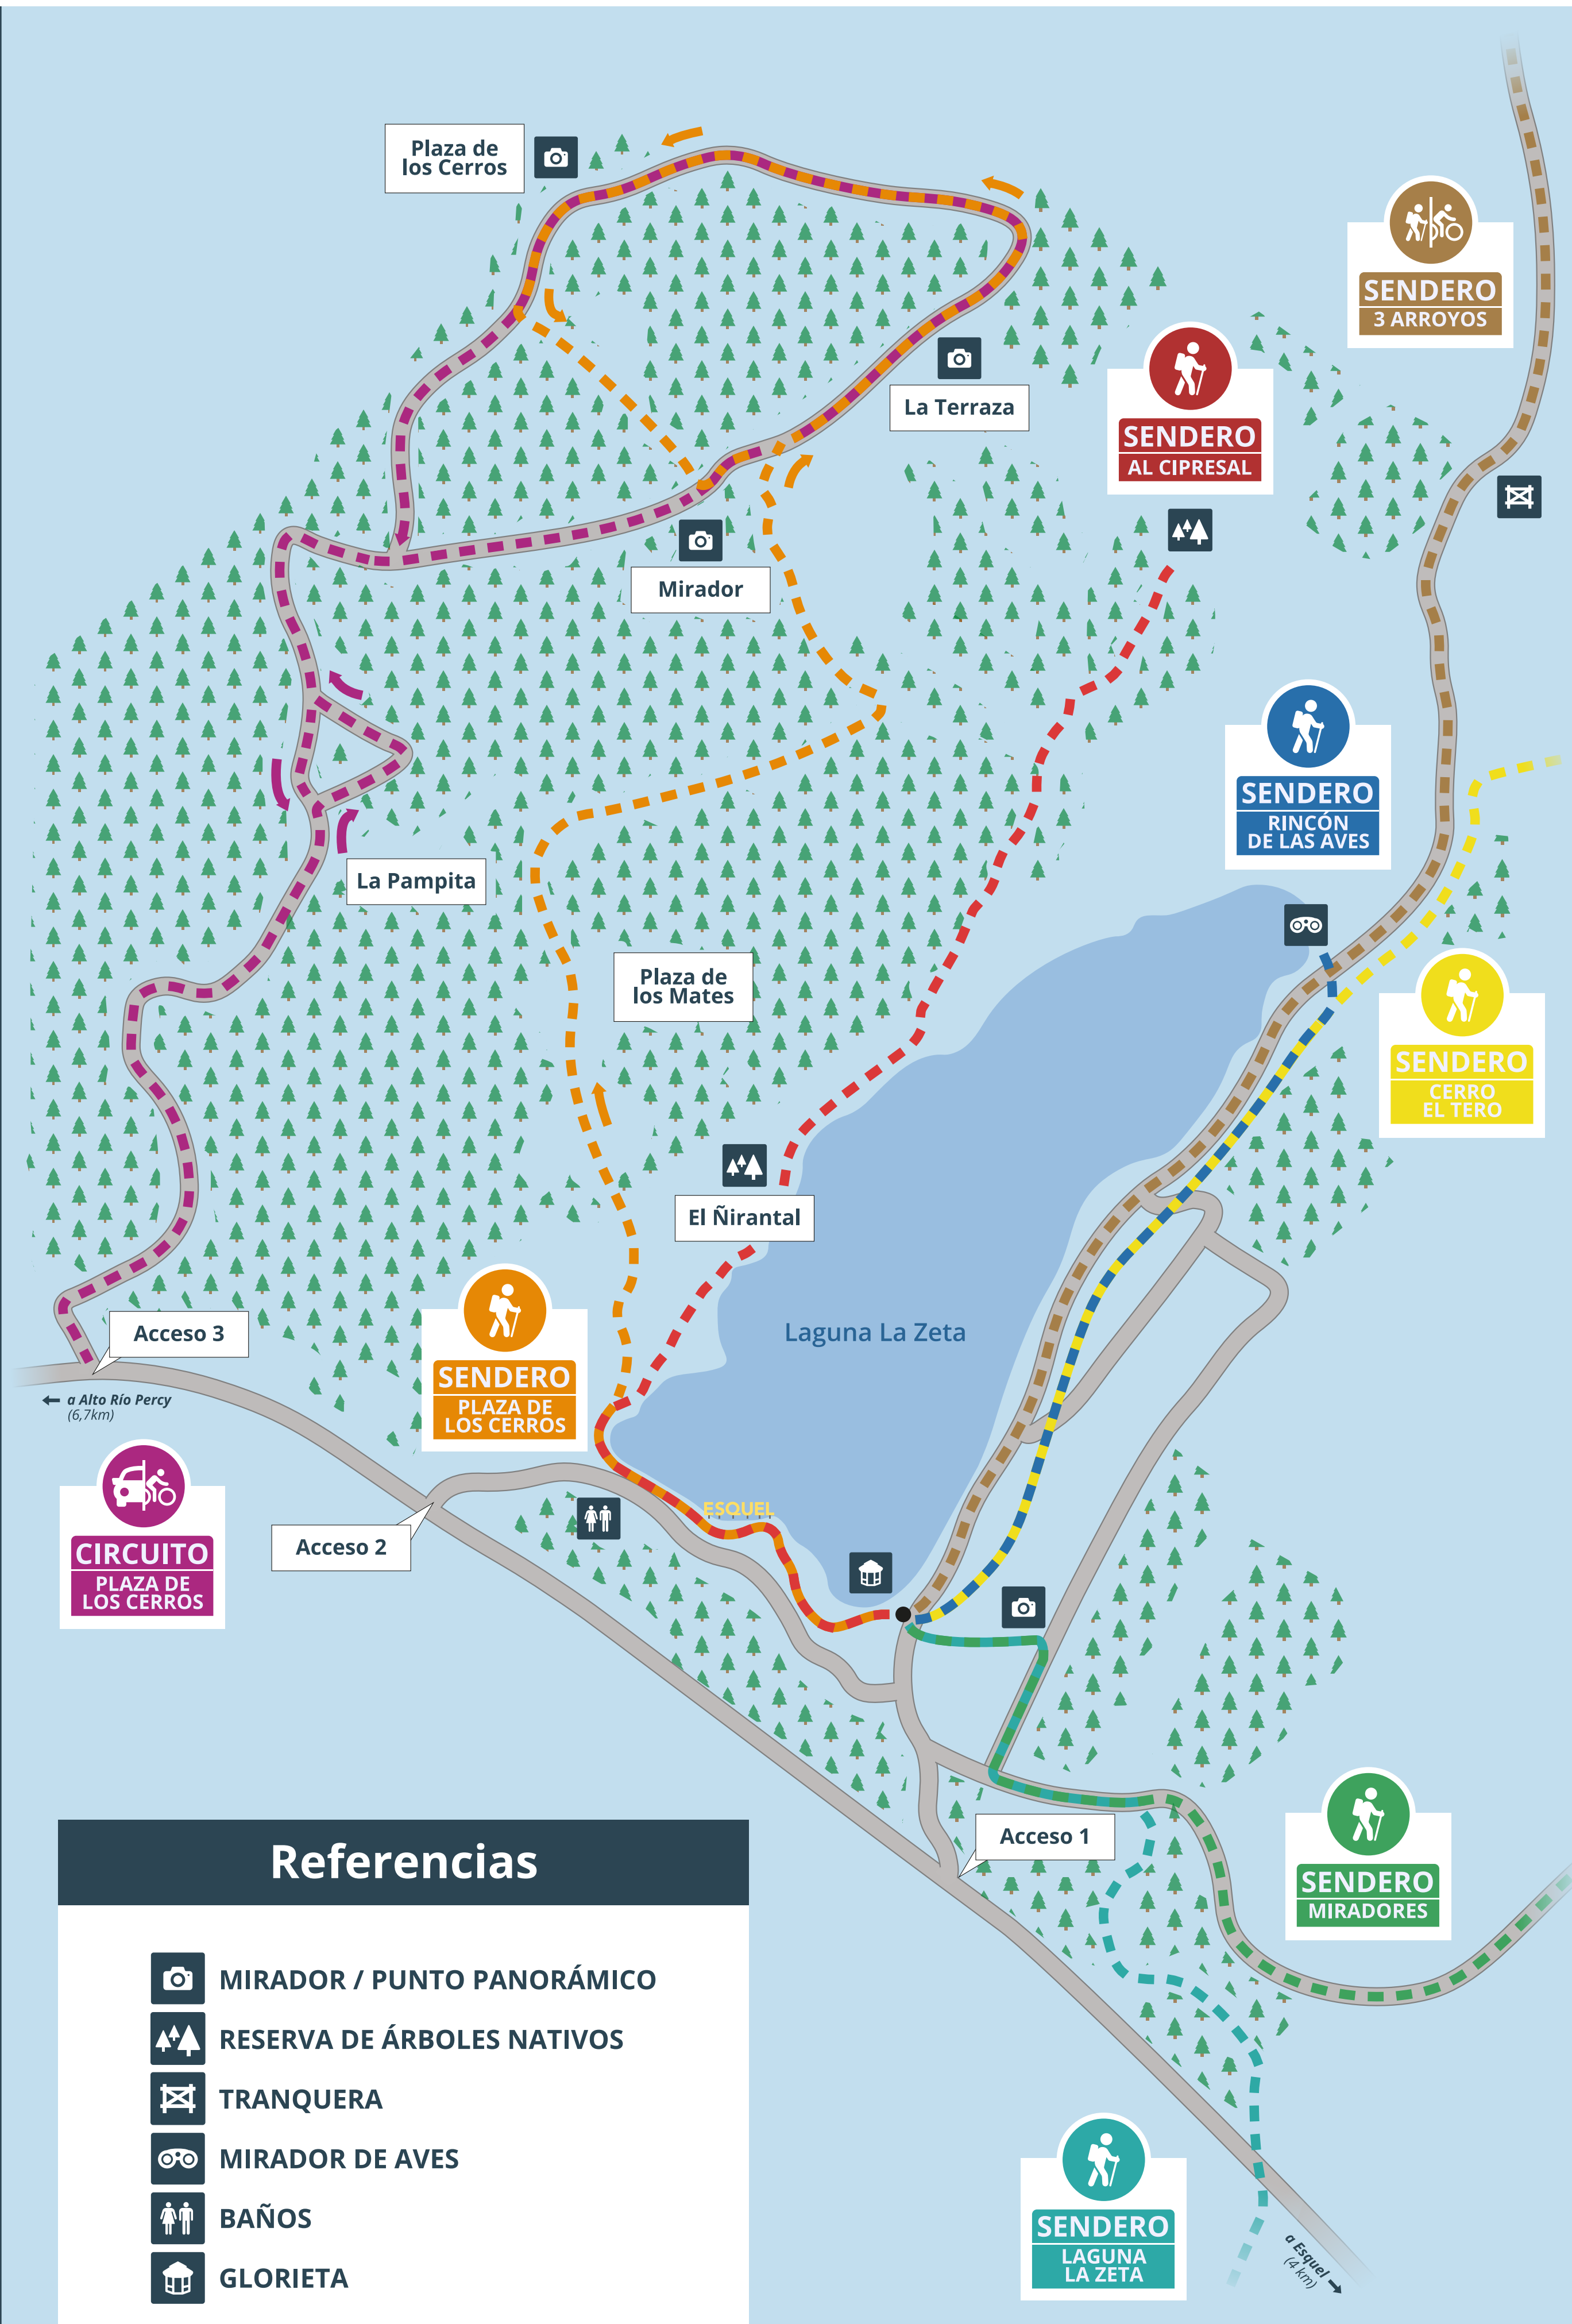 Plaza de
los Cerros
SENDERO
3 ARROYOS
La Terraza
SENDERO
AL CIPRESAL
Mirador
SENDERO
RINCÓN
DE LAS AVES
La Pampita
Plaza de
los Mates
SENDERO
CERRO
EL TERO
El Ñirantal
Acceso 3
Laguna La Zeta
SENDERO
PLAZA DE
LOS CERROS
a Alto Río Percy
(6,7km)
ESQUEL
Acceso 2
CIRCUITO
PLAZA DE
LOS CERROS
Acceso 1
SENDERO
MIRADORES
Referencias
MIRADOR / PUNTO PANORÁMICO
RESERVA DE ÁRBOLES NATIVOS
TRANQUERA
MIRADOR DE AVES
BAÑOS
GLORIETA
SENDERO
LAGUNA
LA ZETA
a Esquel
(4 km)